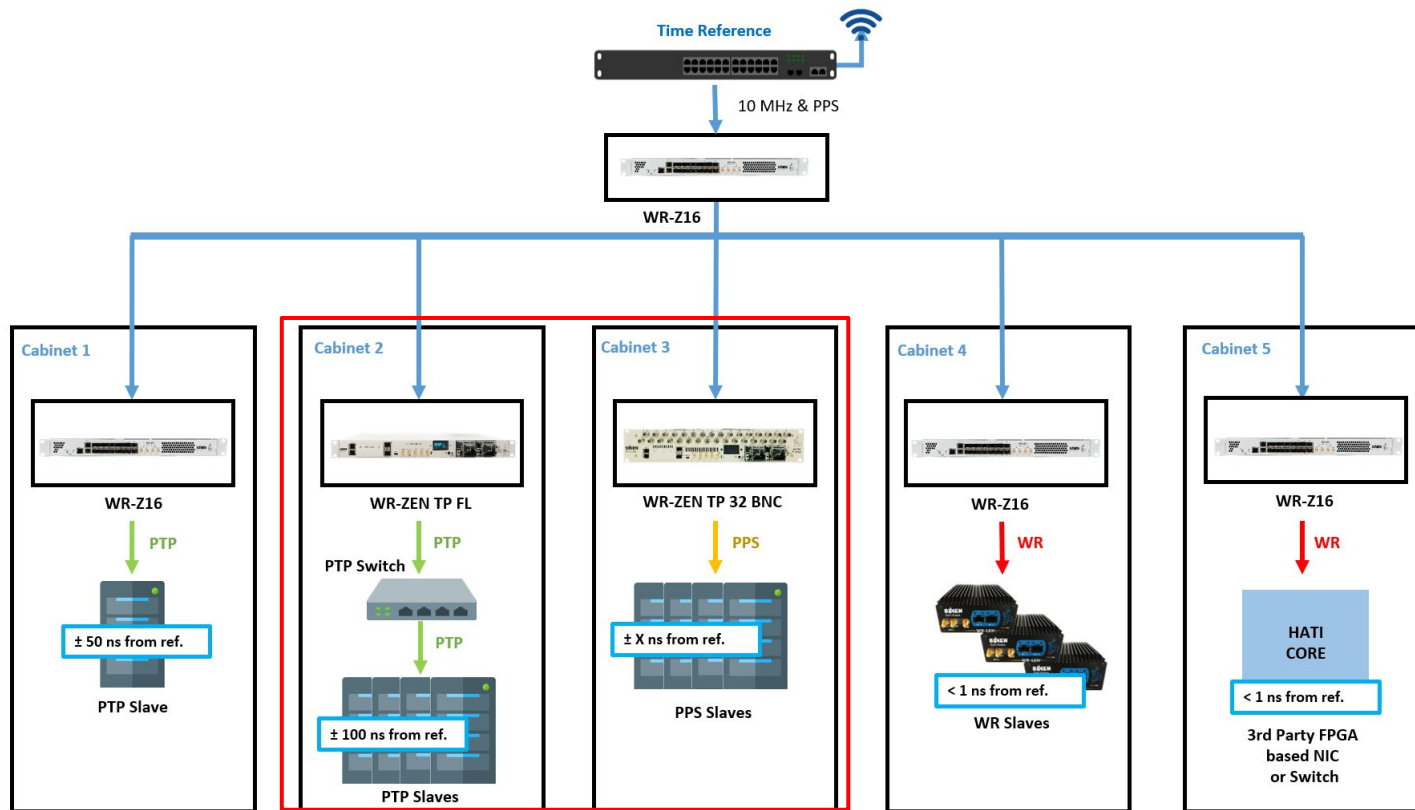 Time Reference
10 MHz & PPS
WR-Z16
Cabinet 1
WR-Z16
PTP
± 50 ns from ref.
PTP Slave
Cabinet 2
WR-ZEN TP FL
PTP
PTP Switch
PTP
± 100 ns from ref.
PTP Slaves
Cabinet 3
WR-ZEN TP 32 BNC
PPS
± X ns from ref.
PPS Slaves
Cabinet 4
WR-Z16
WR
< 1 ns from ref.
WR Slaves
Cabinet 5
WR-Z16
WR
HATI
CORE
< 1 ns from ref.
3rd Party FPGA
based NIC
or Switch